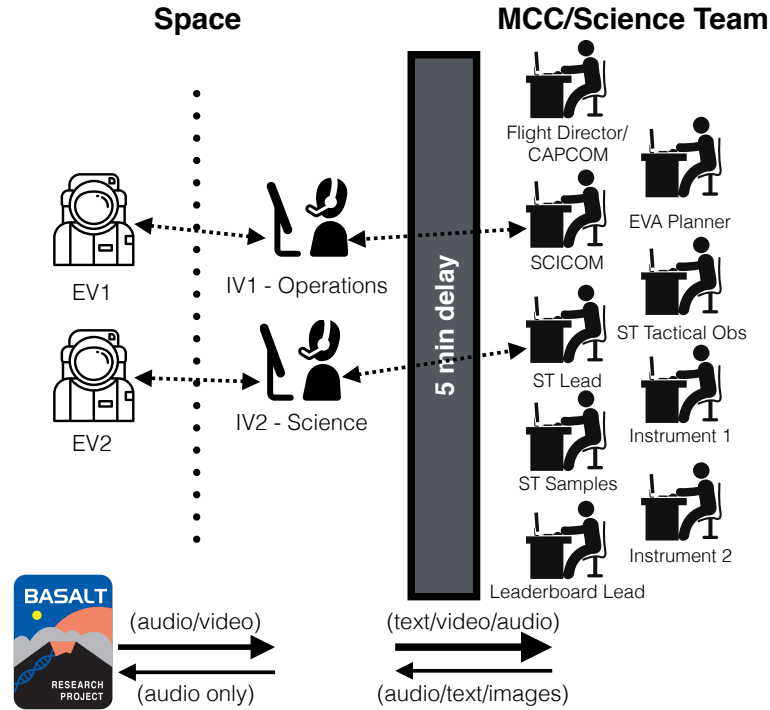 Space
MCC/Science Team
Flight Director/
CAPCOM
EVA Planner
SCICOM
EV1
IV1 - Operations
5 min delay
ST Tactical Obs
ST Lead
EV2
IV2 - Science
Instrument 1
ST Samples
Instrument 2
Leaderboard Lead
BASALT
RESEARCH
PROJECT
(audio/video)
(audio only)
(text/video/audio)
(audio/text/images)